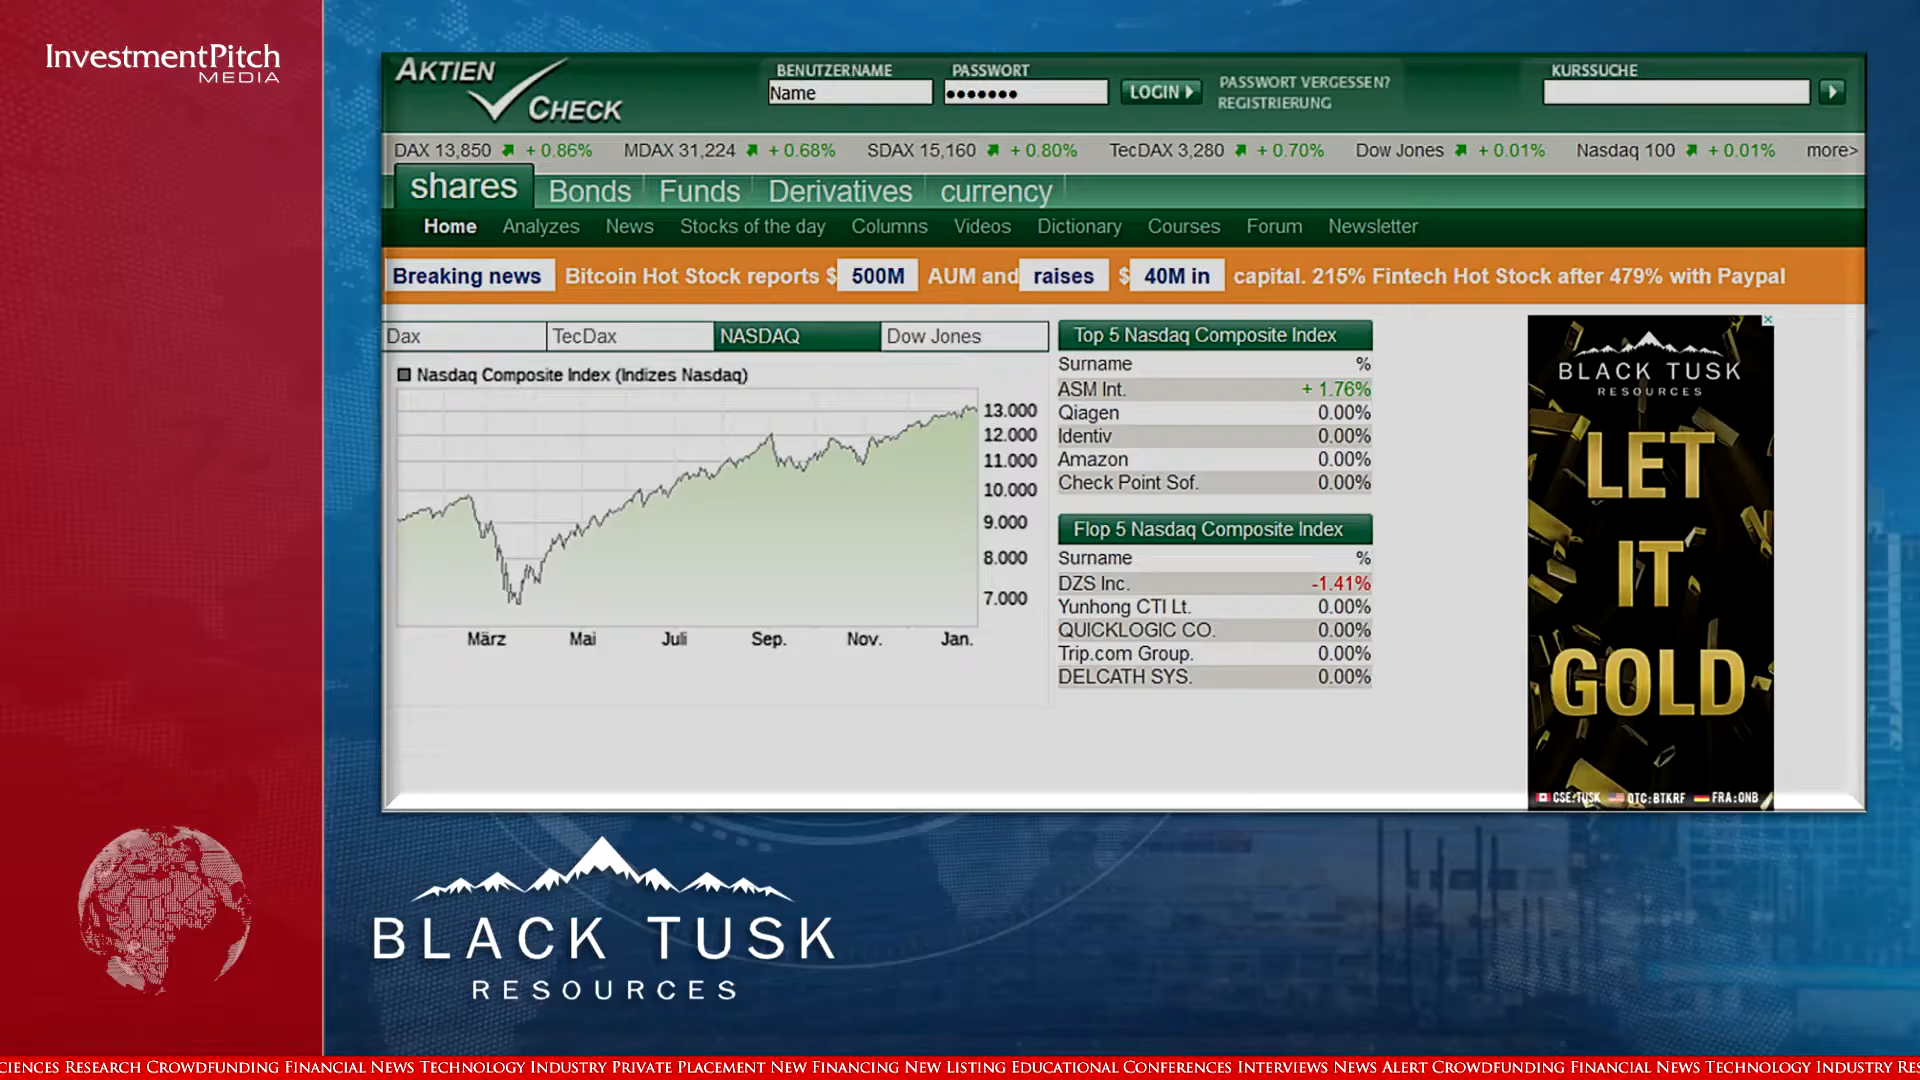 InvestmentPitch
MEDIA
AKTIEN
CHECK
BENUTZERNAME
Name
PASSWORT
•••••••
LOGIN
PASSWORT VERGESSEN?
REGISTRIERUNG
KURSSUCHE
DAX 13,850 + 0.86% MDAX 31,224 + 0.68% SDAX 15,160 + 0.80% TecDAX 3,280 + 0.70% Dow Jones + 0.01% Nasdaq 100 + 0.01% more>
shares Bonds Funds Derivatives currency
Home Analyzes News Stocks of the day Columns Videos Dictionary Courses Forum Newsletter
Breaking news Bitcoin Hot Stock reports $ 500M AUM and raises $ 40M in capital. 215% Fintech Hot Stock after 479% with Paypal
Dax TecDax NASDAQ Dow Jones
Nasdaq Composite Index (Indizes Nasdaq)
13.000
12.000
11.000
10.000
9.000
8.000
7.000
März Mai Juli Sep. Nov. Jan.
Top 5 Nasdaq Composite Index
Surname %
ASM Int. + 1.76%
Qiagen 0.00%
Identiv 0.00%
Amazon 0.00%
Check Point Sof. 0.00%
Flop 5 Nasdaq Composite Index
Surname %
DZS Inc. -1.41%
Yunhong CTI Lt. 0.00%
QUICKLOGIC CO. 0.00%
Trip.com Group. 0.00%
DELCATH SYS. 0.00%
BLACK TUSK
RESOURCES
LET
IT
GOLD
CSE:TUSK OTC:BTKRF FRA:0NB
BLACK TUSK
RESOURCES
CIENCES RESEARCH CROWDFUNDING FINANCIAL NEWS TECHNOLOGY INDUSTRY PRIVATE PLACEMENT NEW FINANCING NEW LISTING EDUCATIONAL CONFERENCES INTERVIEWS NEWS ALERT CROWDFUNDING FINANCIAL NEWS TECHNOLOGY INDUSTRY RES